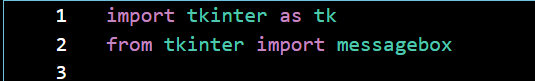 1 import tkinter as tk
2 from tkinter import messagebox
3